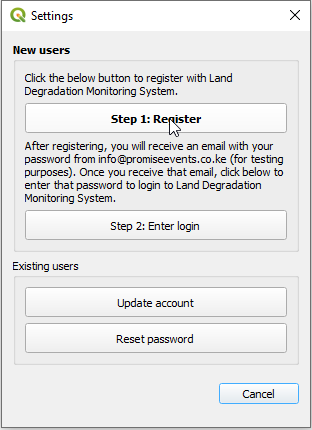 Settings
New users
Click the below button to register with Land
Degradation Monitoring System.
Step 1: Register
After registering, you will receive an email with your
password from info@promiseevents.co.ke (for testing
purposes). Once you receive that email, click below to
enter that password to login to Land Degradation
Monitoring System.
Step 2: Enter login
Existing users
Update account
Reset password
Cancel